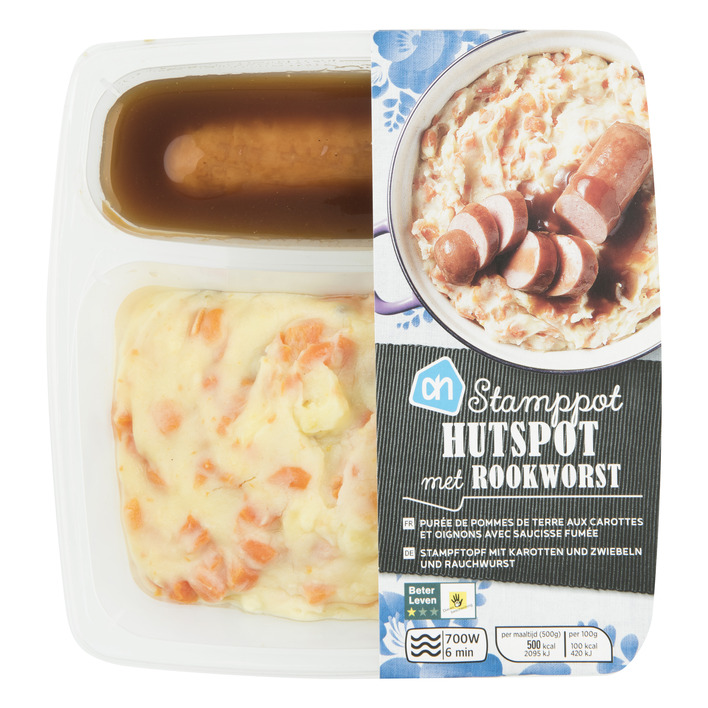 ah
Stamppot
HUTSPOT
met ROOKWORST
FR PURÉE DE POMMES DE TERRE AUX CAROTTES
ET OIGNONS AVEC SAUCISSE FUMÉE
DE STAMPFTOPF MIT KAROTTEN UND ZWIEBELN
UND RAUCHWURST
Beter
Leven
700W
6 min
per maaltijd (500g)
500 kcal
2095 kJ
per 100g
100 kcal
420 kJ